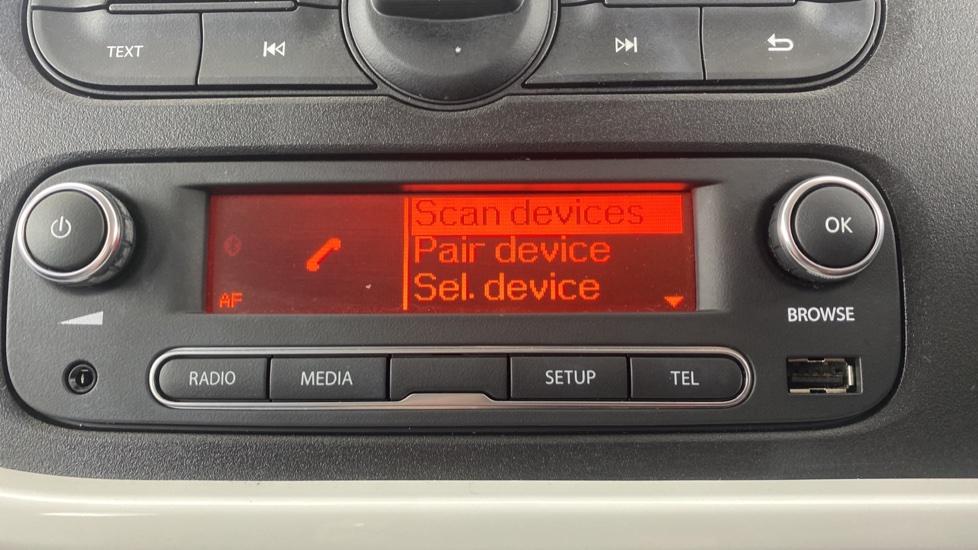 TEXT
Scan devices
Pair device
Sel. device
AF
OK
BROWSE
RADIO
MEDIA
SETUP
TEL